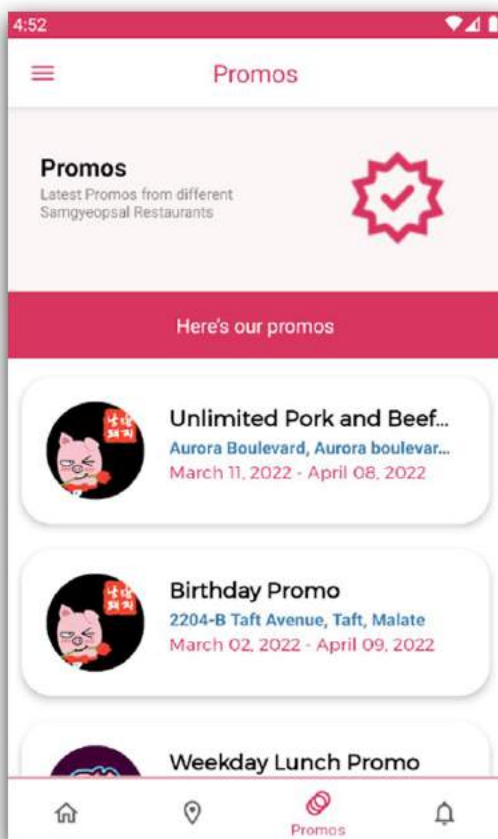 4:52
Promos
Promos
Latest Promos from different
Samgyeopsal Restaurants
Here's our promos
Unlimited Pork and Beef...
Aurora Boulevard, Aurora boulevar...
March 11, 2022 - April 08, 2022
Birthday Promo
2204-B Taft Avenue, Taft, Malate
March 02, 2022 - April 09, 2022
Weekday Lunch Promo
Promos